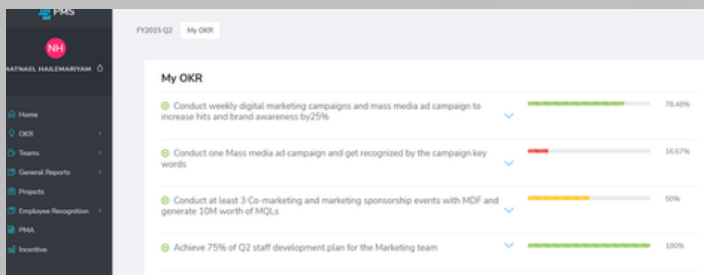 PMS
NH
NATNAEL HAILEMARIYAM
Home
OKR
Teams
General Reports
Projects
Employee Recognition
PMA
Incentive
FY2015 Q2
My OKR
My OKR
Conduct weekly digital marketing campaigns and mass media ad campaign to
increase hits and brand awareness by25%
78.48%
Conduct one Mass media ad campaign and get recognized by the campaign key
words
16.67%
Conduct at least 3 Co-marketing and marketing sponsorship events with MDF and
generate 10M worth of MQLs
50%
Achieve 75% of Q2 staff development plan for the Marketing team
100%